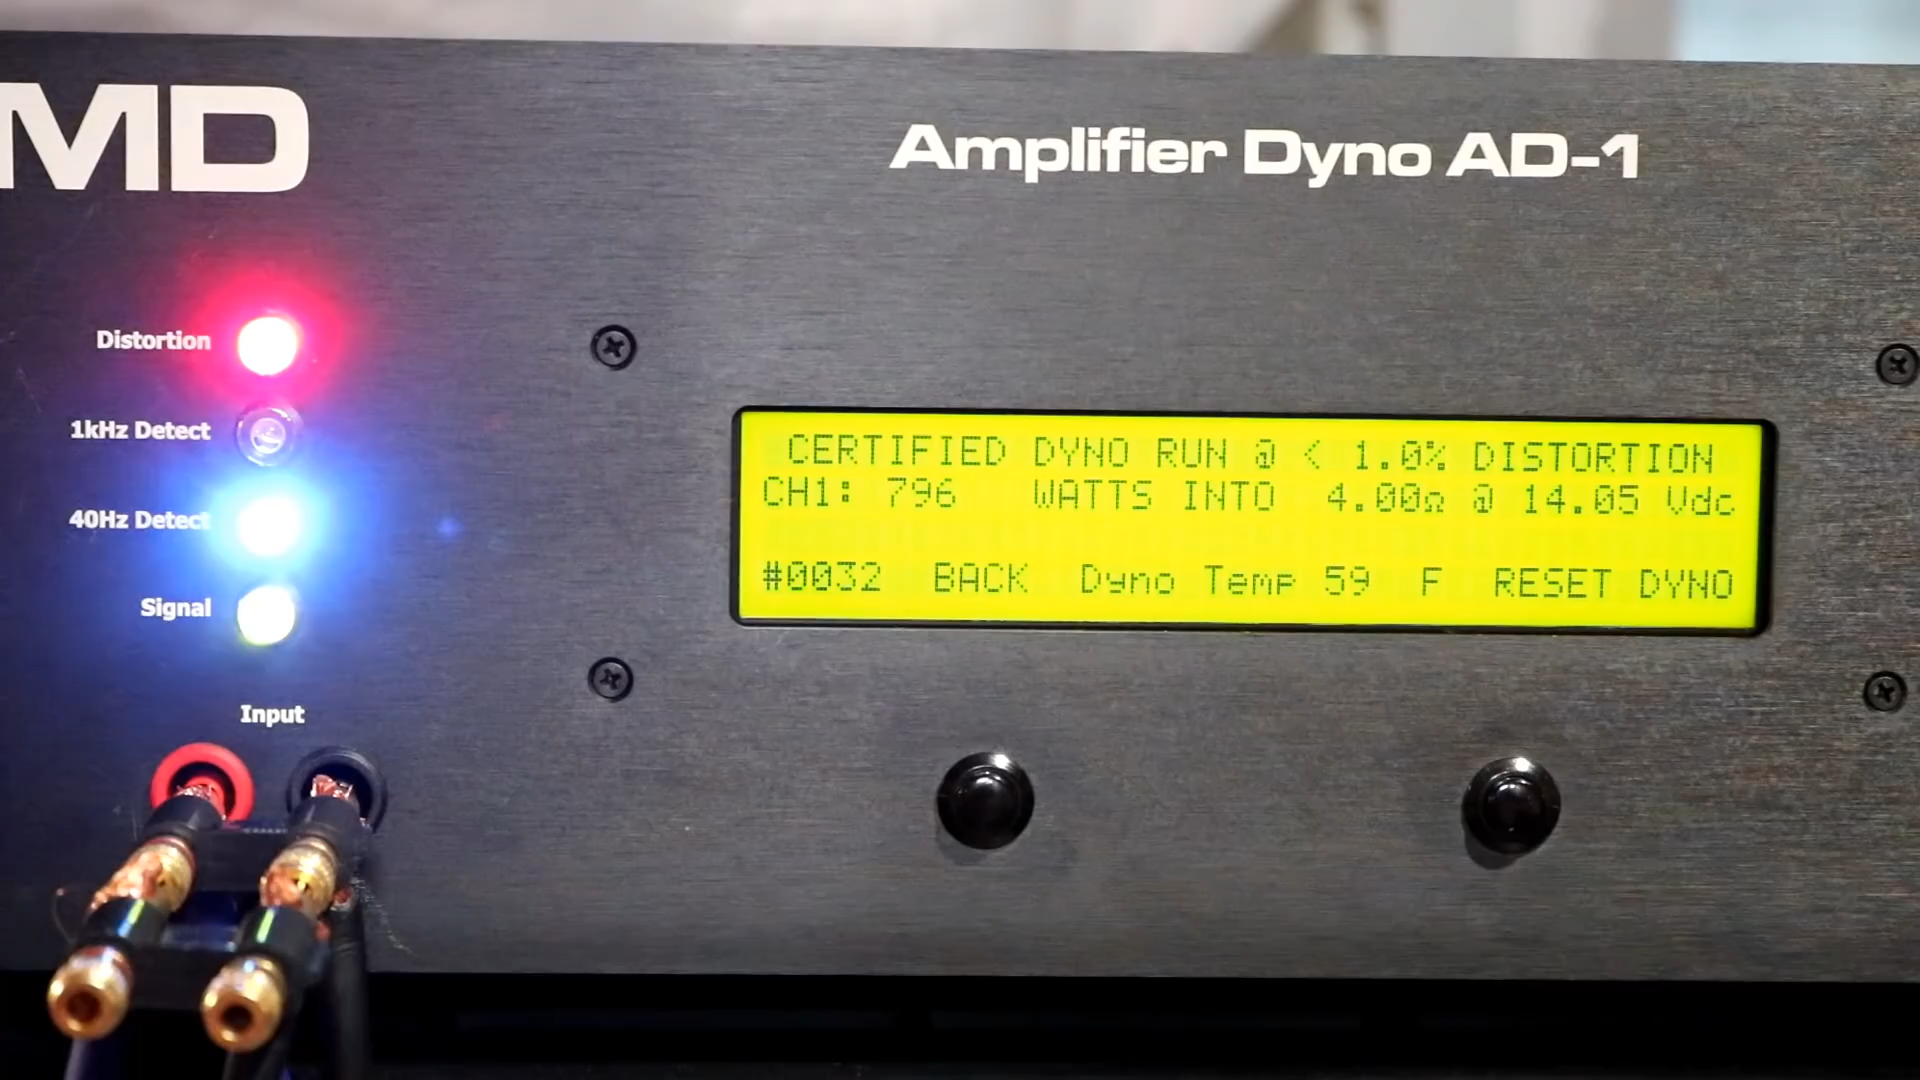 MD
Amplifier Dyno AD-1
Distortion
1kHz Detect
40Hz Detect
Signal
Input
CERTIFIED DYNO RUN @ < 1.0% DISTORTION
CH1: 796 WATTS INTO 4.00Ω @ 14.05 Vdc
#0032 BACK Dyno Temp 59 F RESET DYNO